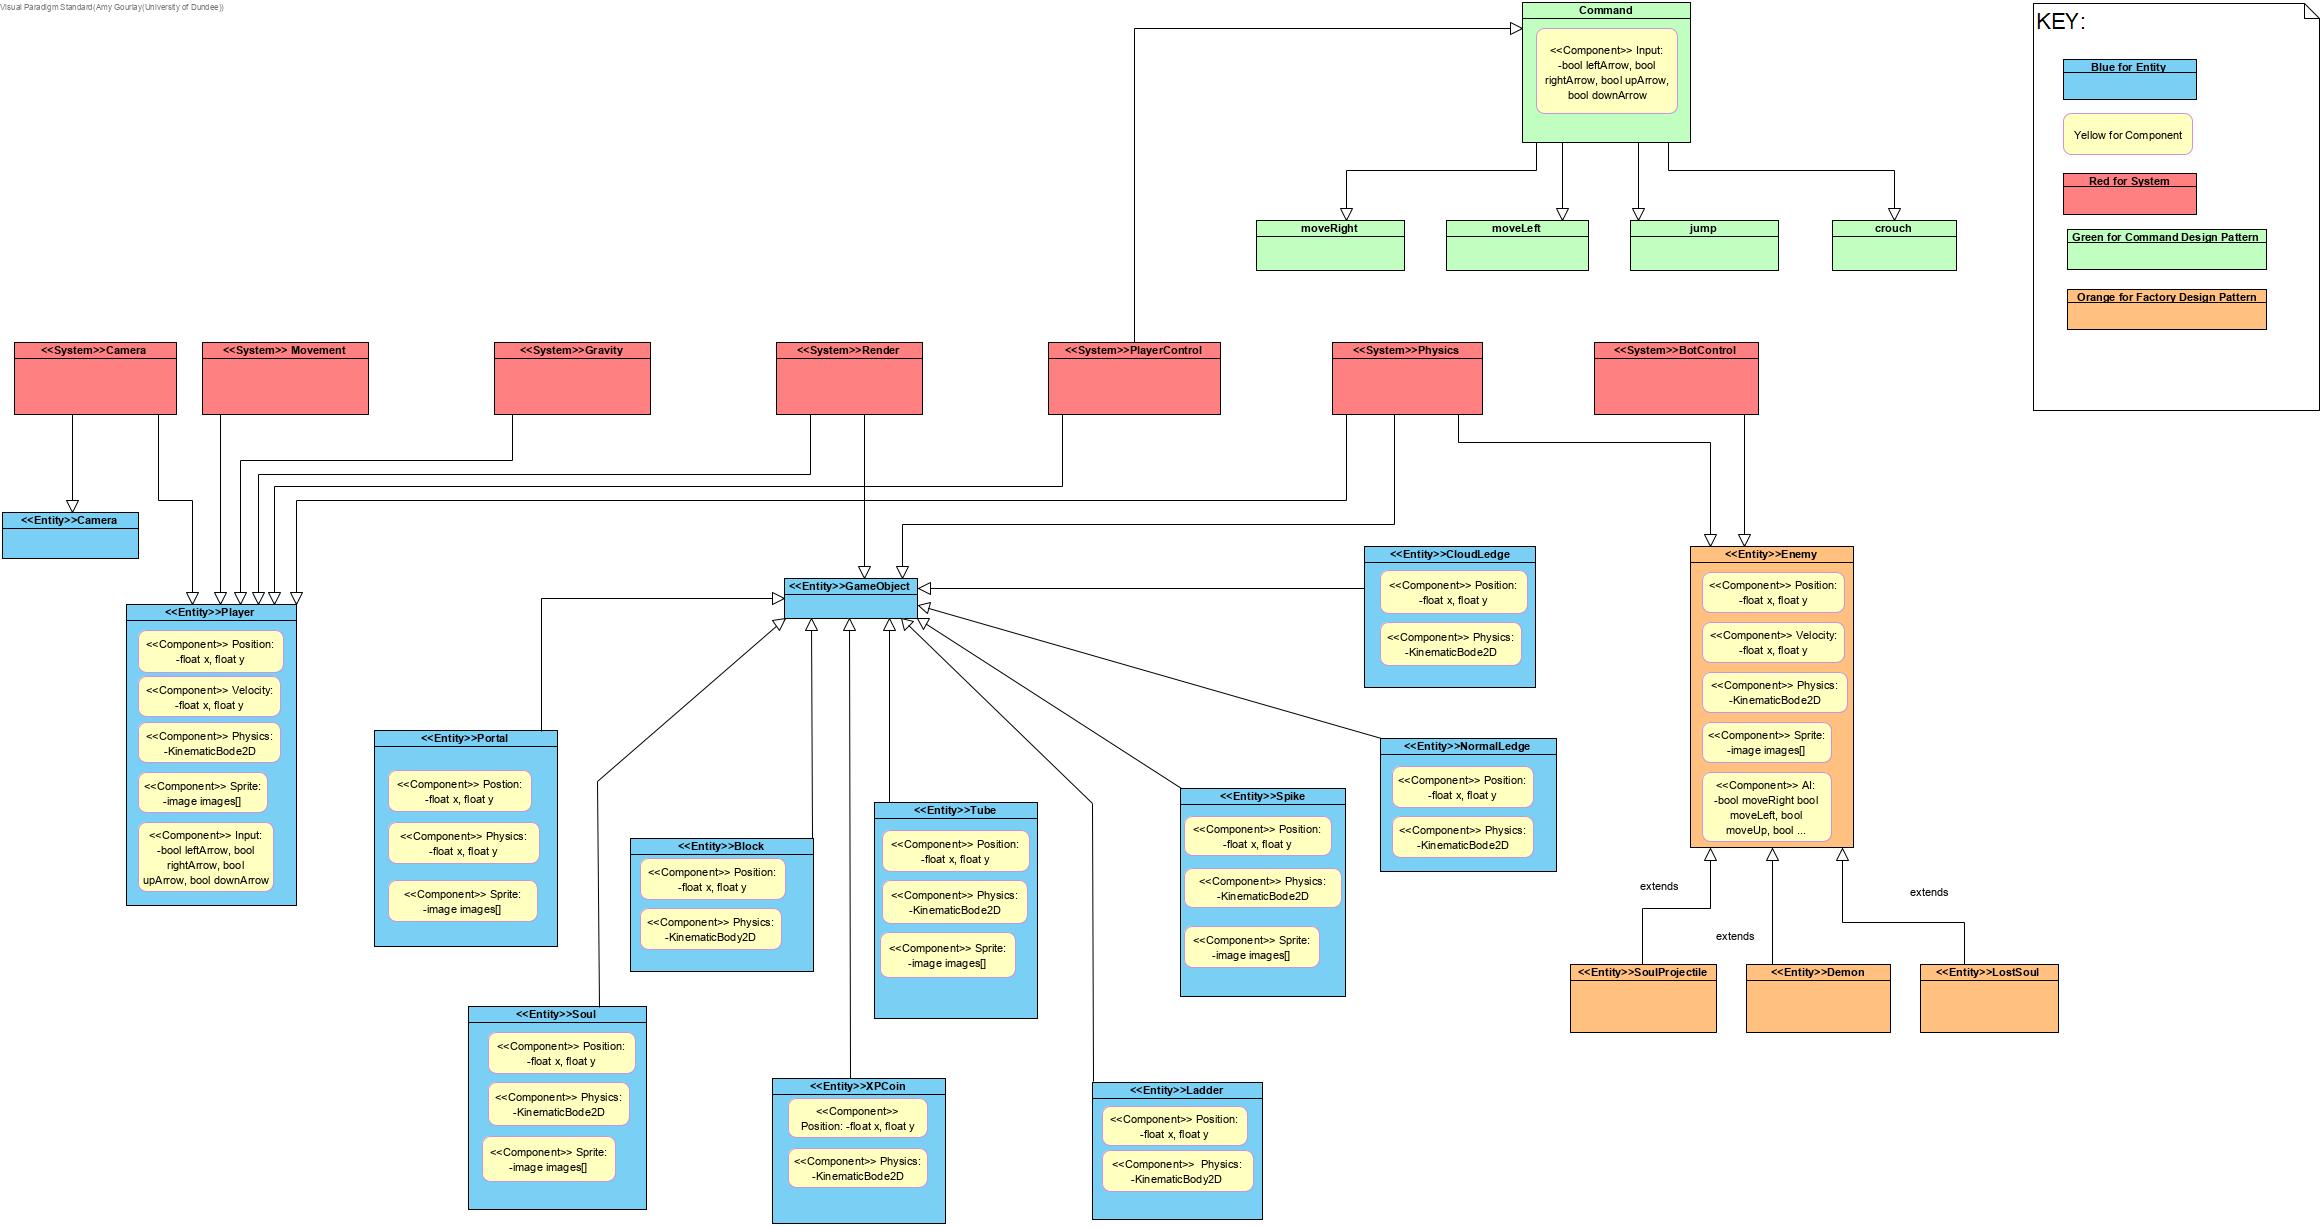 Visual Paradigm Standard(Amy Gourlay(University of Dundee))
Command
<<Component>> Input:
-bool leftArrow, bool
rightArrow, bool upArrow,
bool downArrow
moveRight
moveLeft
jump
crouch
KEY:
Blue for Entity
Yellow for Component
Red for System
Green for Command Design Pattern
Orange for Factory Design Pattern
<<System>>Camera
<<System>> Movement
<<System>>Gravity
<<System>>Render
<<System>>PlayerControl
<<System>>Physics
<<System>>BotControl
<<Entity>>Camera
<<Entity>>Player
<<Component>> Position:
-float x, float y
<<Component>> Velocity:
-float x, float y
<<Component>> Physics:
-KinematicBode2D
<<Component>> Sprite:
-image images[]
<<Component>> Input:
-bool leftArrow, bool
rightArrow, bool
upArrow, bool downArrow
<<Entity>>GameObject
<<Entity>>Portal
<<Component>> Postion:
-float x, float y
<<Component>> Physics:
-float x, float y
<<Component>> Sprite:
-image images[]
<<Entity>>Soul
<<Component>> Position:
-float x, float y
<<Component>> Physics:
-KinematicBode2D
<<Component>> Sprite:
-image images[]
<<Entity>>Block
<<Component>> Position:
-float x, float y
<<Component>> Physics:
-KinematicBody2D
<<Entity>>XPCoin
<<Component>>
Position: -float x, float y
<<Component>> Physics:
-KinematicBode2D
<<Entity>>Tube
<<Component>> Position:
-float x, float y
<<Component>> Physics:
-KinematicBode2D
<<Component>> Sprite:
-image images[]
<<Entity>>Ladder
<<Component>> Position:
-float x, float y
<<Component>>  Physics:
-KinematicBody2D
<<Entity>>Spike
<<Component>> Position:
-float x, float y
<<Component>> Physics:
-KinematicBode2D
<<Component>> Sprite:
-image images[]
<<Entity>>CloudLedge
<<Component>> Position:
-float x, float y
<<Component>> Physics:
-KinematicBode2D
<<Entity>>NormalLedge
<<Component>> Position:
-float x, float y
<<Component>> Physics:
-KinematicBode2D
<<Entity>>Enemy
<<Component>> Position:
-float x, float y
<<Component>> Velocity:
-float x, float y
<<Component>> Physics:
-KinematicBode2D
<<Component>> Sprite:
-image images[]
<<Component>> AI:
-bool moveRight bool
moveLeft, bool
moveUp, bool ...
extends
extends
extends
<<Entity>>SoulProjectile
<<Entity>>Demon
<<Entity>>LostSoul